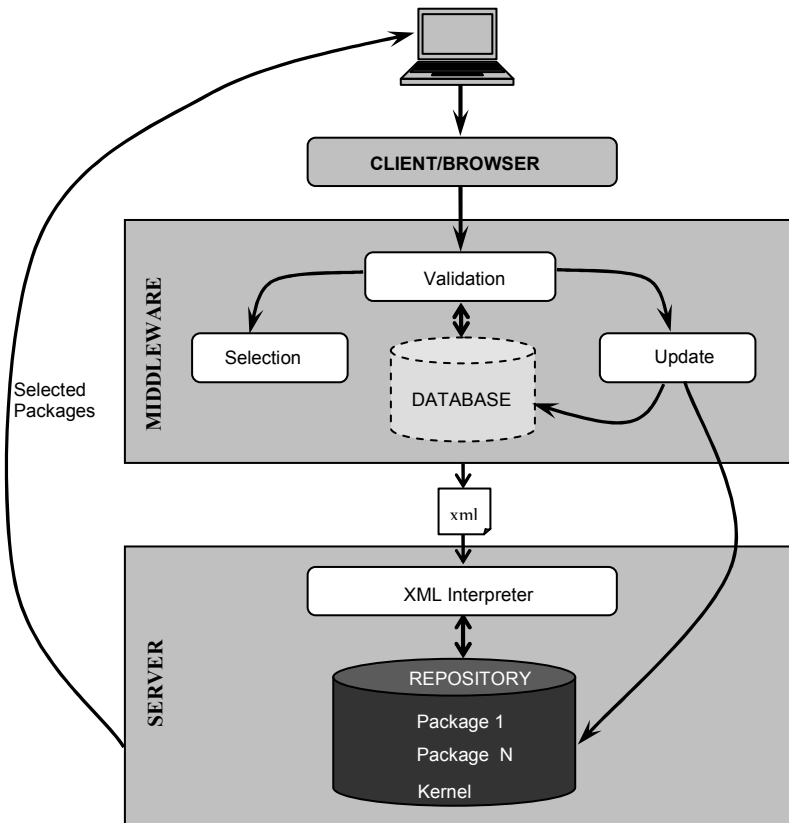 CLIENT/BROWSER
MIDDLEWARE
Validation
Selection
Update
DATABASE
Selected
Packages
xml
SERVER
XML Interpreter
REPOSITORY
Package 1
Package N
Kernel